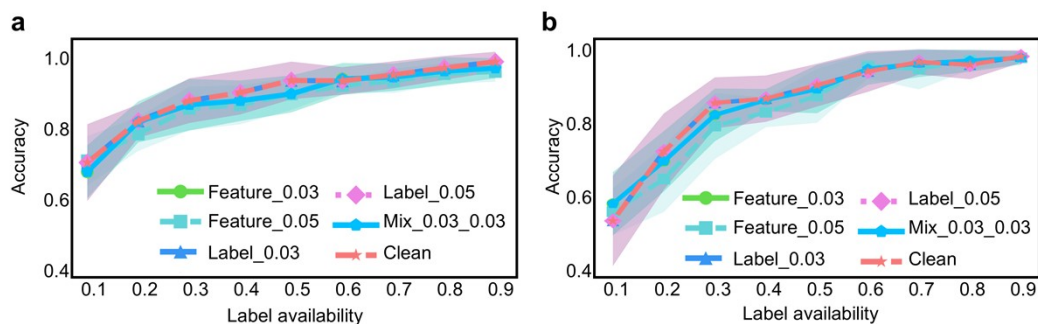 a
1.0
0.8
0.6
0.4
Accuracy
Feature_0.03
Feature_0.05
Label_0.03
Label_0.05
Mix_0.03_0.03
Clean
0.1 0.2 0.3 0.4 0.5 0.6 0.7 0.8 0.9
Label availability
b
1.0
0.8
0.6
0.4
Accuracy
Feature_0.03
Feature_0.05
Label_0.03
Label_0.05
Mix_0.03_0.03
Clean
0.1 0.2 0.3 0.4 0.5 0.6 0.7 0.8 0.9
Label availability